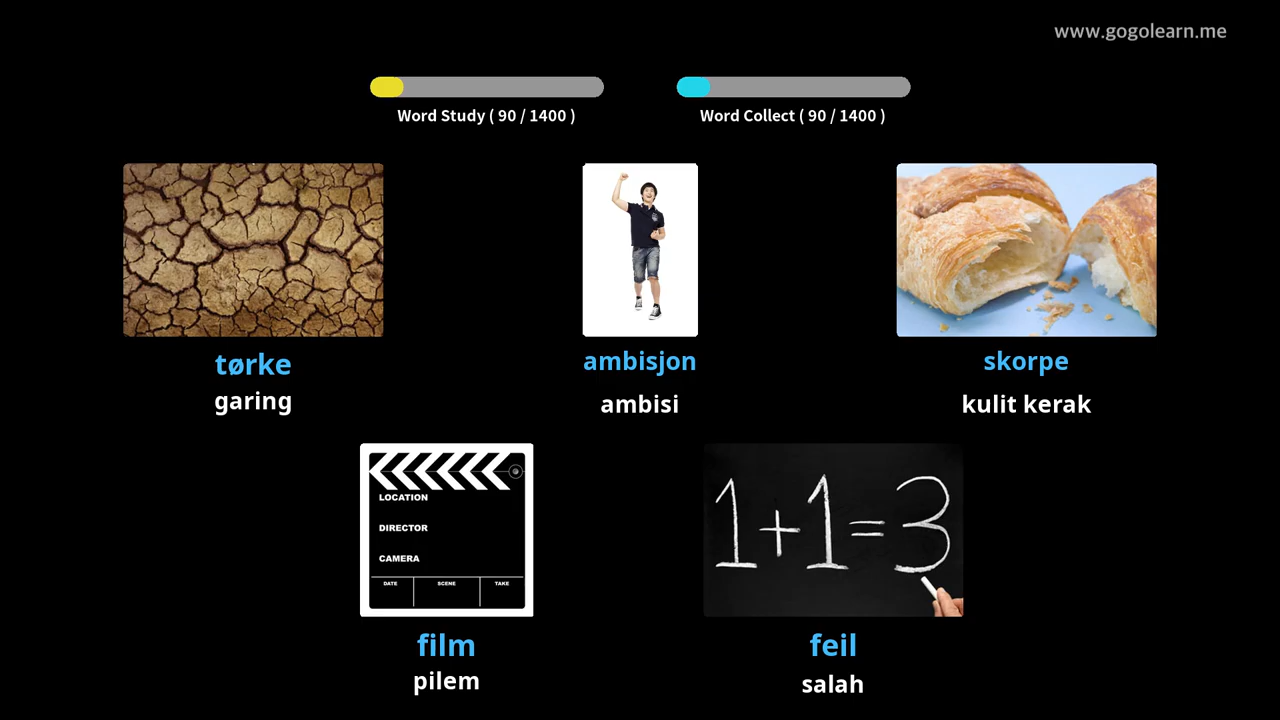 www.gogolearn.me
Word Study ( 90 / 1400 )
Word Collect ( 90 / 1400 )
tørke
garing
ambisjon
ambisi
skorpe
kulit kerak
LOCATION
DIRECTOR
CAMERA
DATE SCENE TAKE
film
pilem
1+1=3
feil
salah